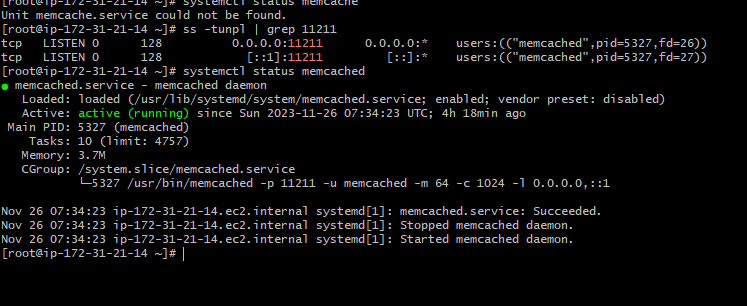 [root@ip-172-31-21-14 ~]# systemctl status memcache
Unit memcache.service could not be found.
[root@ip-172-31-21-14 ~]# ss -tunpl | grep 11211
tcp    LISTEN 0      128          0.0.0.0:11211      0.0.0.0:*    users:(("memcached",pid=5327,fd=26))
tcp    LISTEN 0      128            [::1]:11211         [::]:*    users:(("memcached",pid=5327,fd=27))
[root@ip-172-31-21-14 ~]# systemctl status memcached
● memcached.service - memcached daemon
   Loaded: loaded (/usr/lib/systemd/system/memcached.service; enabled; vendor preset: disabled)
   Active: active (running) since Sun 2023-11-26 07:34:23 UTC; 4h 18min ago
 Main PID: 5327 (memcached)
    Tasks: 10 (limit: 4757)
   Memory: 3.7M
   CGroup: /system.slice/memcached.service
           └─5327 /usr/bin/memcached -p 11211 -u memcached -m 64 -c 1024 -l 0.0.0.0,::1
Nov 26 07:34:23 ip-172-31-21-14.ec2.internal systemd[1]: memcached.service: Succeeded.
Nov 26 07:34:23 ip-172-31-21-14.ec2.internal systemd[1]: Stopped memcached daemon.
Nov 26 07:34:23 ip-172-31-21-14.ec2.internal systemd[1]: Started memcached daemon.
[root@ip-172-31-21-14 ~]#